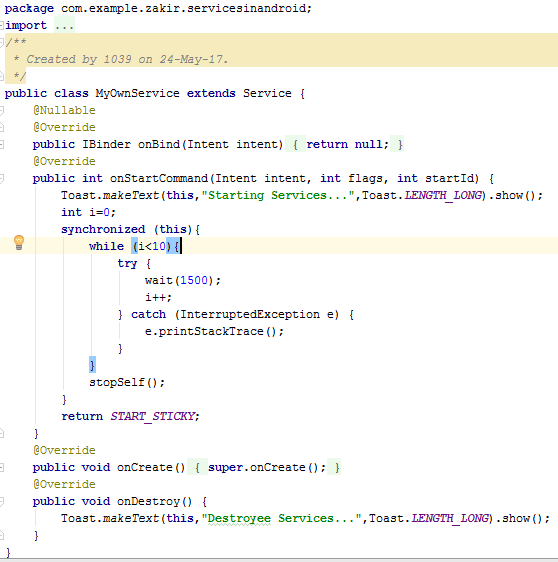 package com.example.zakir.servicesinandroid;
import ...
/**
 * Created by 1039 on 24-May-17.
 */
public class MyOwnService extends Service {
    @Nullable
    @Override
    public IBinder onBind(Intent intent) { return null; }
    @Override
    public int onStartCommand(Intent intent, int flags, int startId) {
        Toast.makeText(this,"Starting Services...",Toast.LENGTH_LONG).show();
        int i=0;
        synchronized (this){
            while (i<10){
                try {
                    wait(1500);
                    i++;
                } catch (InterruptedException e) {
                    e.printStackTrace();
                }
            }
            stopSelf();
        }
        return START_STICKY;
    }
    @Override
    public void onCreate() { super.onCreate(); }
    @Override
    public void onDestroy() {
        Toast.makeText(this,"Destroyee Services...",Toast.LENGTH_LONG).show();
    }
}